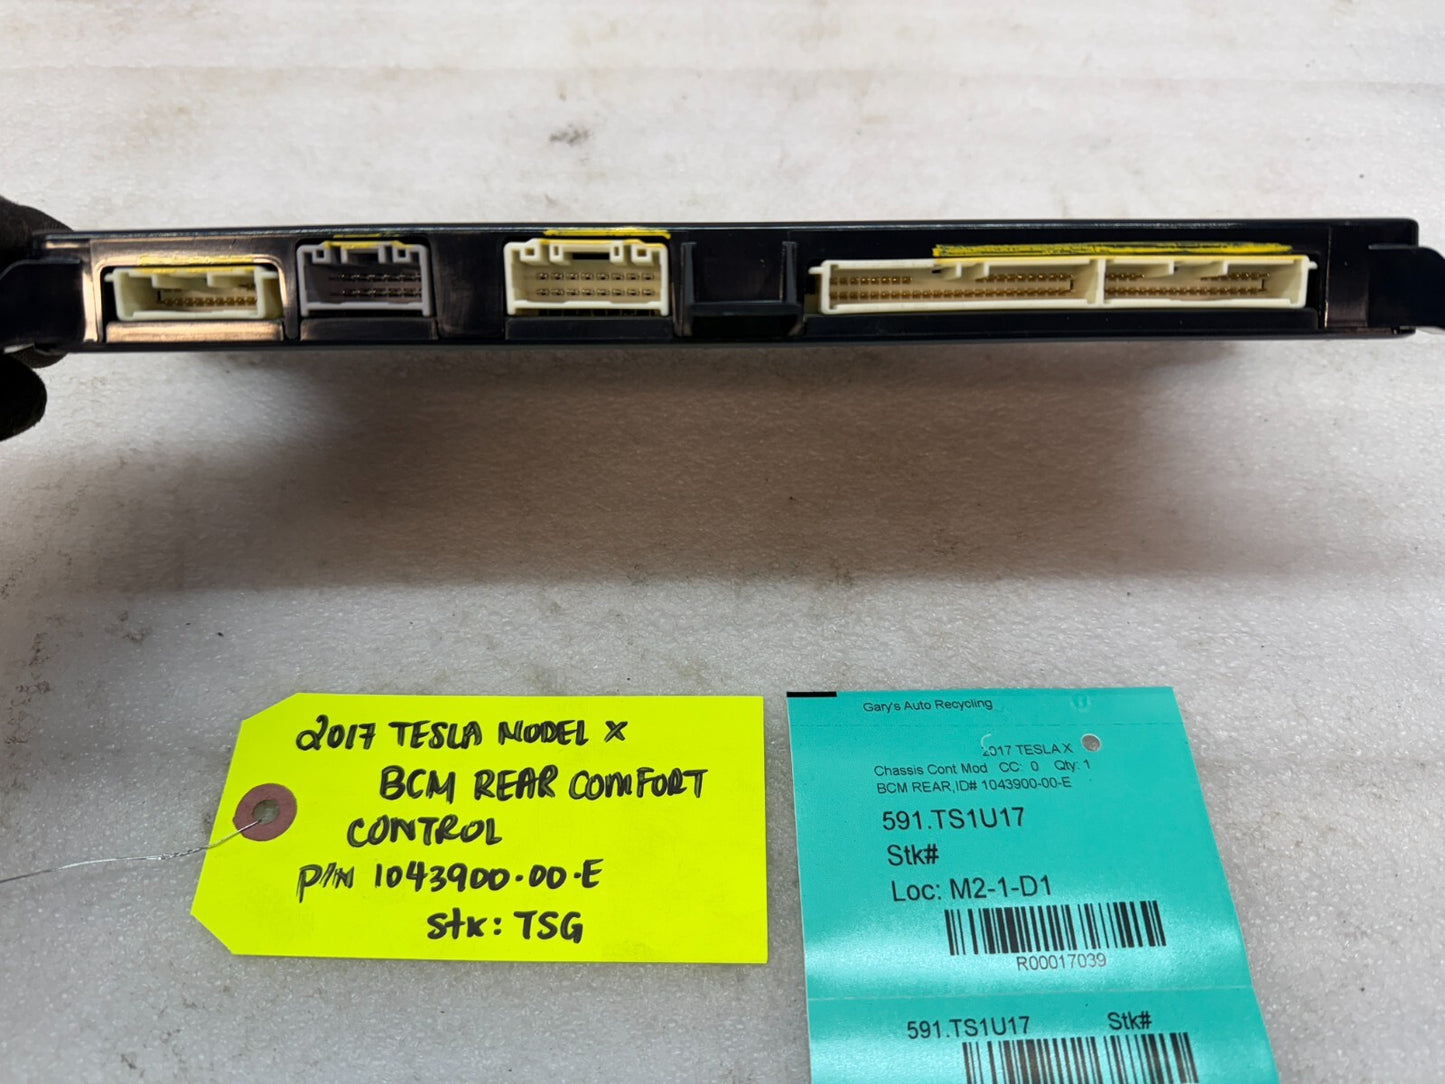 2017 TESLA MODEL X
BCM REAR COMFORT
CONTROL
P/N 1043900-00-E
Stk: TSG
Gary's Auto Recycling
2017 TESLA X
Chassis Cont Mod CC: 0 Qty: 1
BCM REAR,ID# 1043900-00-E
591.TS1U17
Stk#
Loc: M2-1-D1
R00017039
591.TS1U17 Stk#